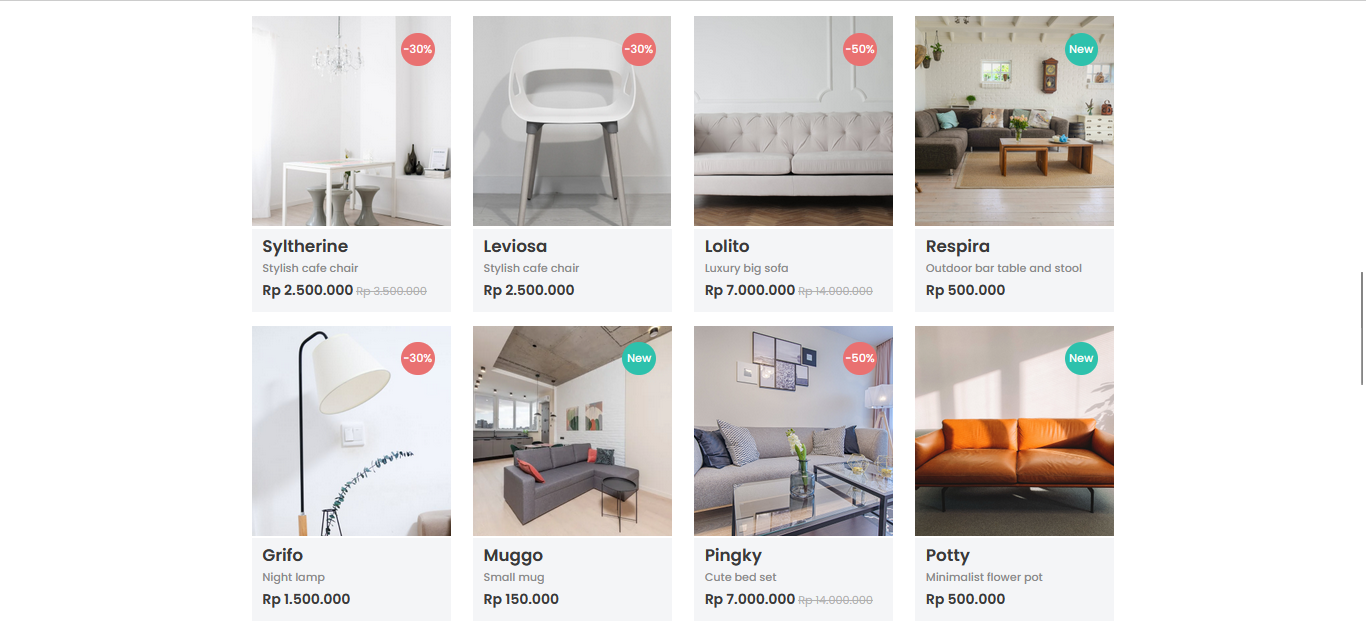 -30%
-30%
-50%
New
Syltherine
Stylish cafe chair
Rp 2.500.000 Rp 3.500.000
Leviosa
Stylish cafe chair
Rp 2.500.000
Lolito
Luxury big sofa
Rp 7.000.000 Rp 14.000.000
Respira
Outdoor bar table and stool
Rp 500.000
-30%
New
-50%
New
Grifo
Night lamp
Rp 1.500.000
Muggo
Small mug
Rp 150.000
Pingky
Cute bed set
Rp 7.000.000 Rp 14.000.000
Potty
Minimalist flower pot
Rp 500.000